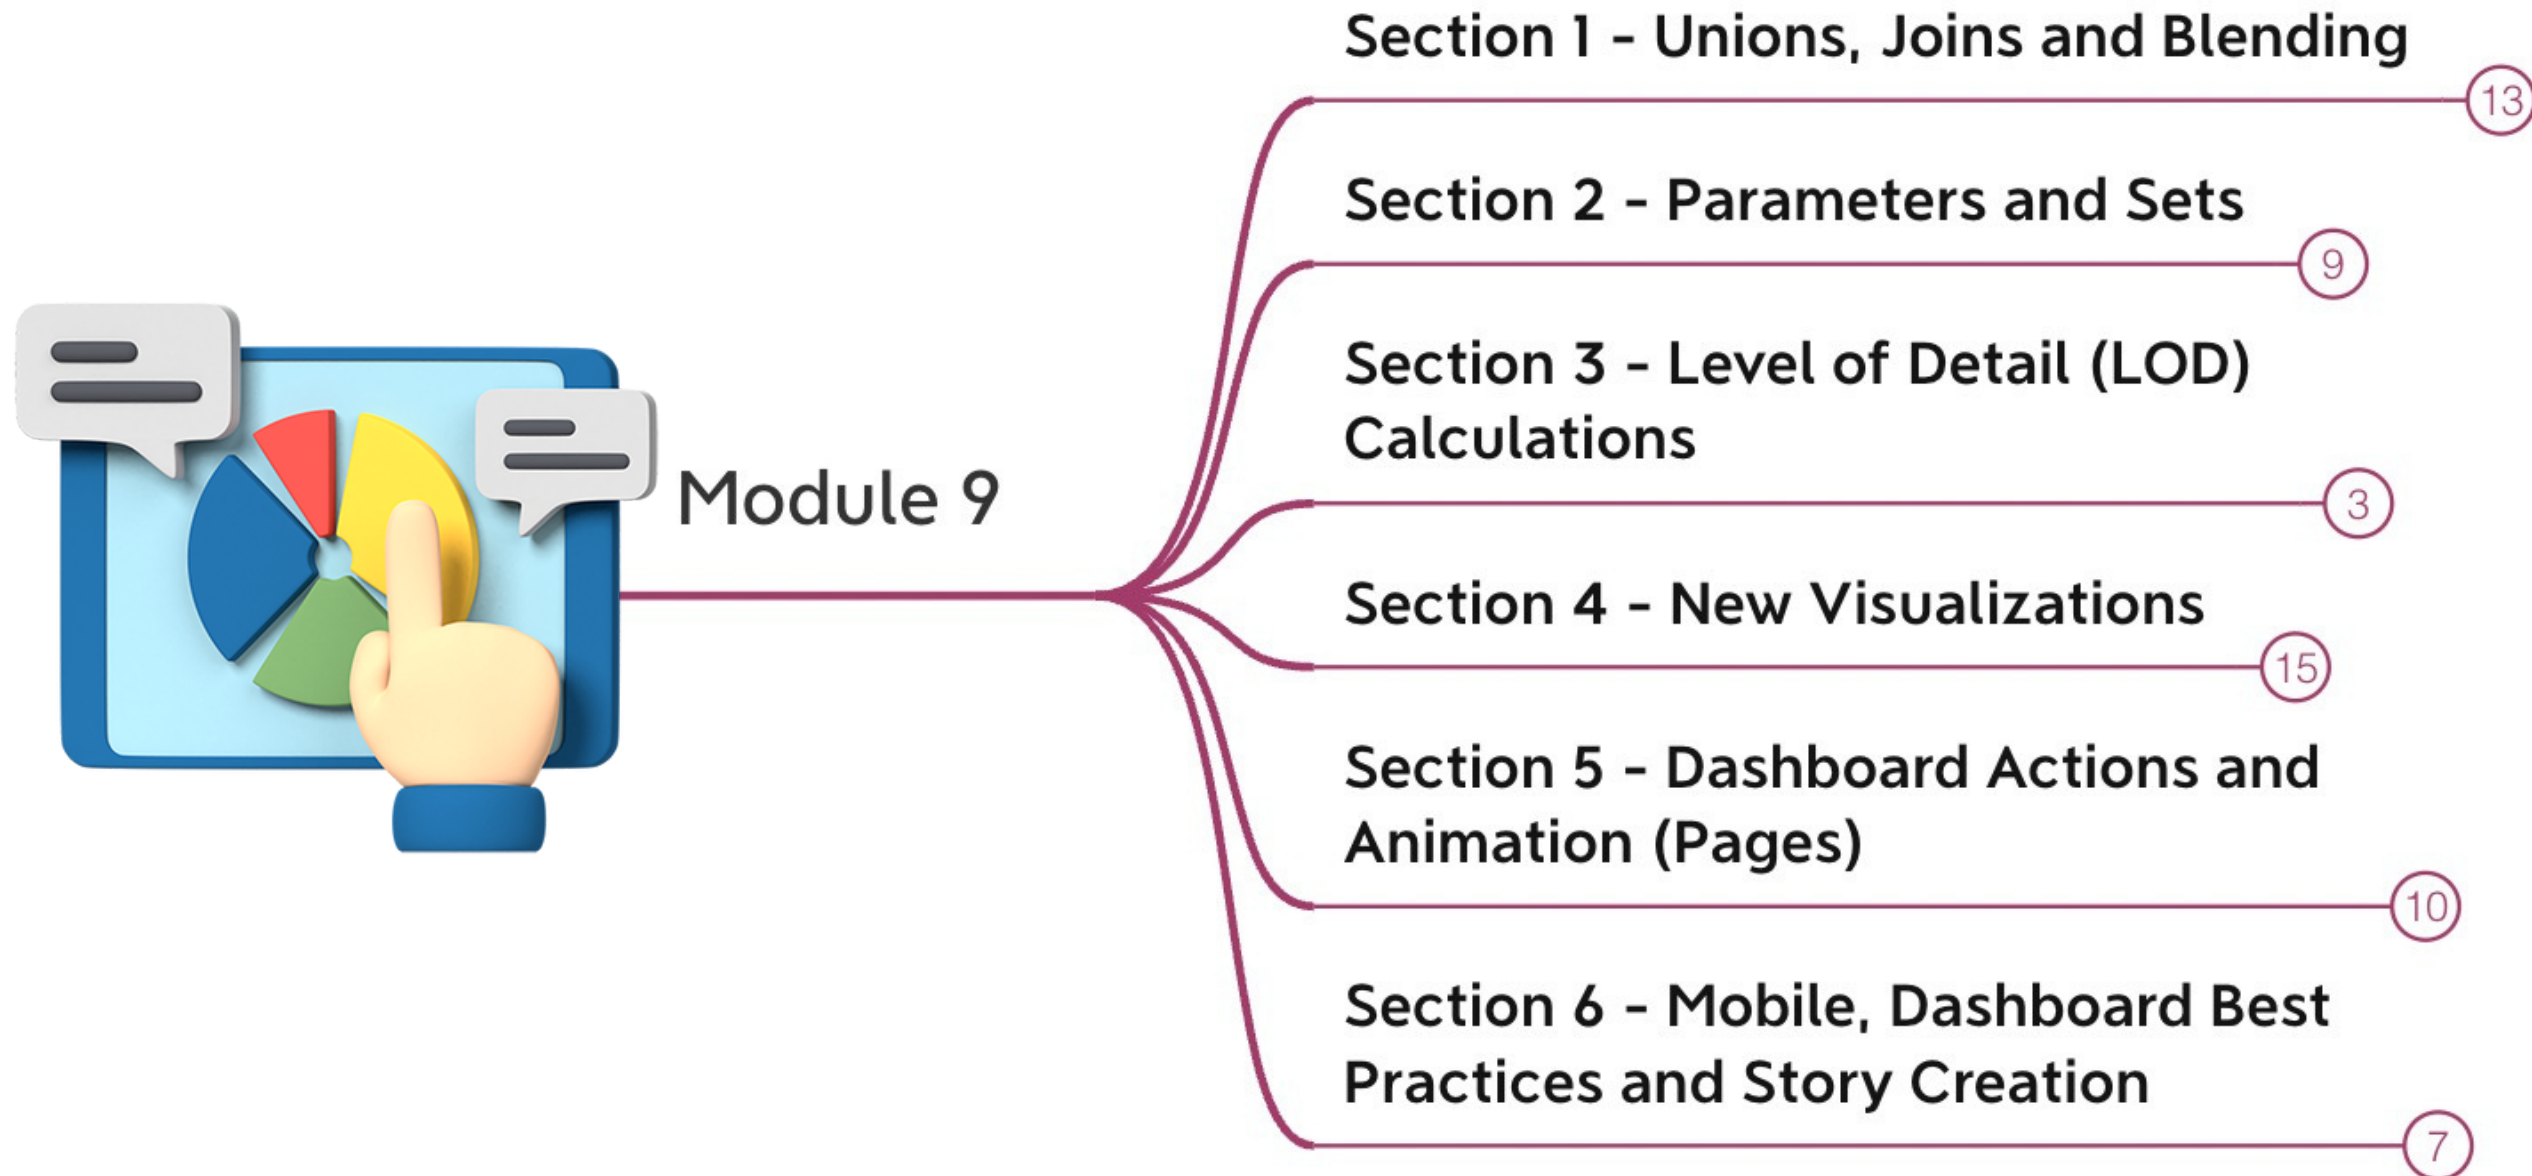 Section 1 - Unions, Joins and Blending
13
Section 2 - Parameters and Sets
9
Section 3 - Level of Detail (LOD)
Calculations
3
Module 9
Section 4 - New Visualizations
15
Section 5 - Dashboard Actions and
Animation (Pages)
10
Section 6 - Mobile, Dashboard Best
Practices and Story Creation
7